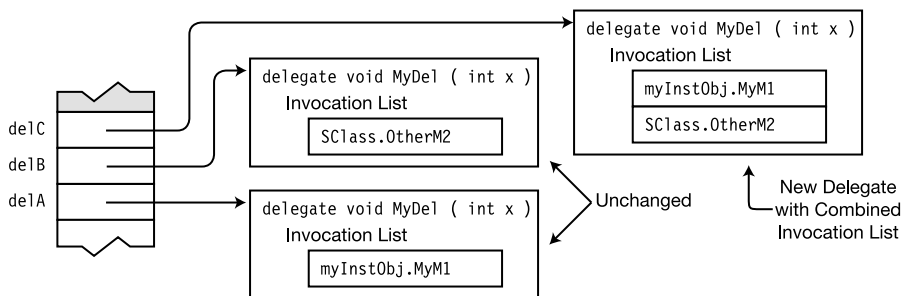 delC
delB
delA
delegate void MyDel ( int x )
Invocation List
SClass.OtherM2
delegate void MyDel ( int x )
Invocation List
myInstObj.MyM1
delegate void MyDel ( int x )
Invocation List
myInstObj.MyM1
SClass.OtherM2
Unchanged
New Delegate
with Combined
Invocation List